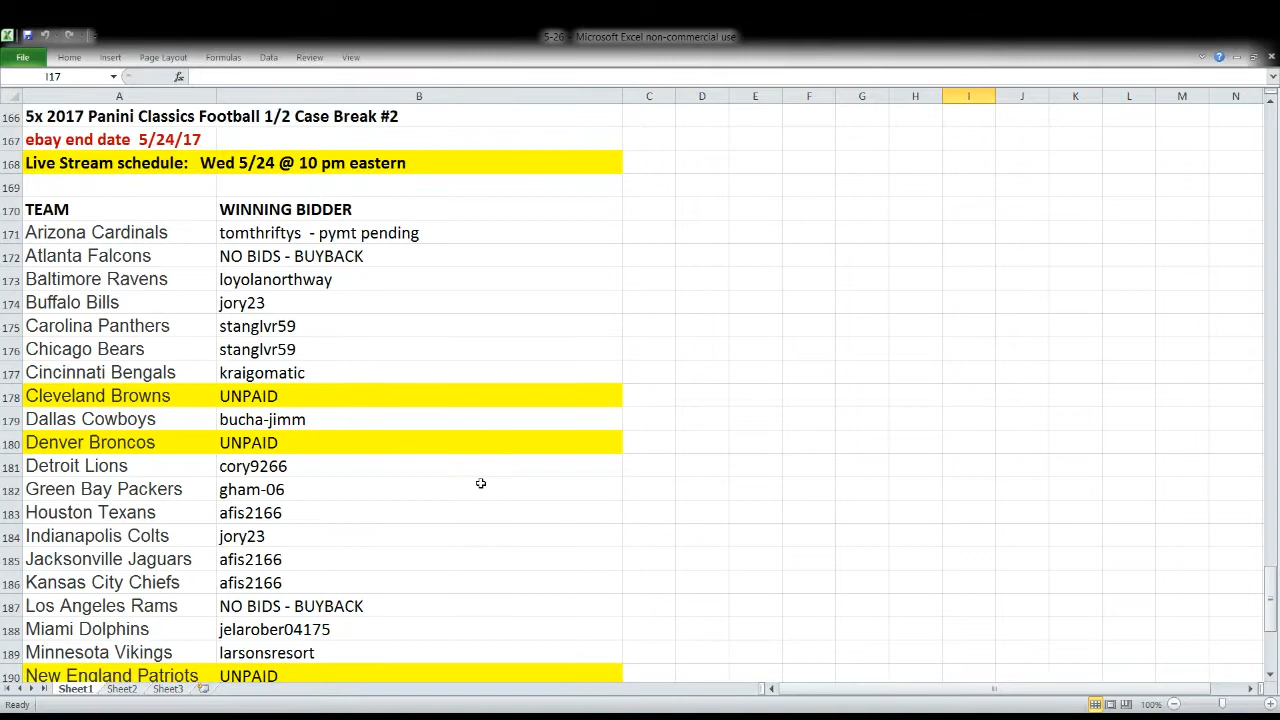 5-26 - Microsoft Excel non-commercial use
File Home Insert Page Layout Formulas Data Review View
I17 fx
A B C D E F G H I J K L M N
166 5x 2017 Panini Classics Football 1/2 Case Break #2
167 ebay end date 5/24/17
168 Live Stream schedule: Wed 5/24 @ 10 pm eastern
169
170 TEAM WINNING BIDDER
171 Arizona Cardinals tomthriftys - pymt pending
172 Atlanta Falcons NO BIDS - BUYBACK
173 Baltimore Ravens loyolanorthway
174 Buffalo Bills jory23
175 Carolina Panthers stanglvr59
176 Chicago Bears stanglvr59
177 Cincinnati Bengals kraigomatic
178 Cleveland Browns UNPAID
179 Dallas Cowboys bucha-jimm
180 Denver Broncos UNPAID
181 Detroit Lions cory9266
182 Green Bay Packers gham-06
183 Houston Texans afis2166
184 Indianapolis Colts jory23
185 Jacksonville Jaguars afis2166
186 Kansas City Chiefs afis2166
187 Los Angeles Rams NO BIDS - BUYBACK
188 Miami Dolphins jelarober04175
189 Minnesota Vikings larsonsresort
190 New England Patriots UNPAID
Sheet1 Sheet2 Sheet3
Ready 100%